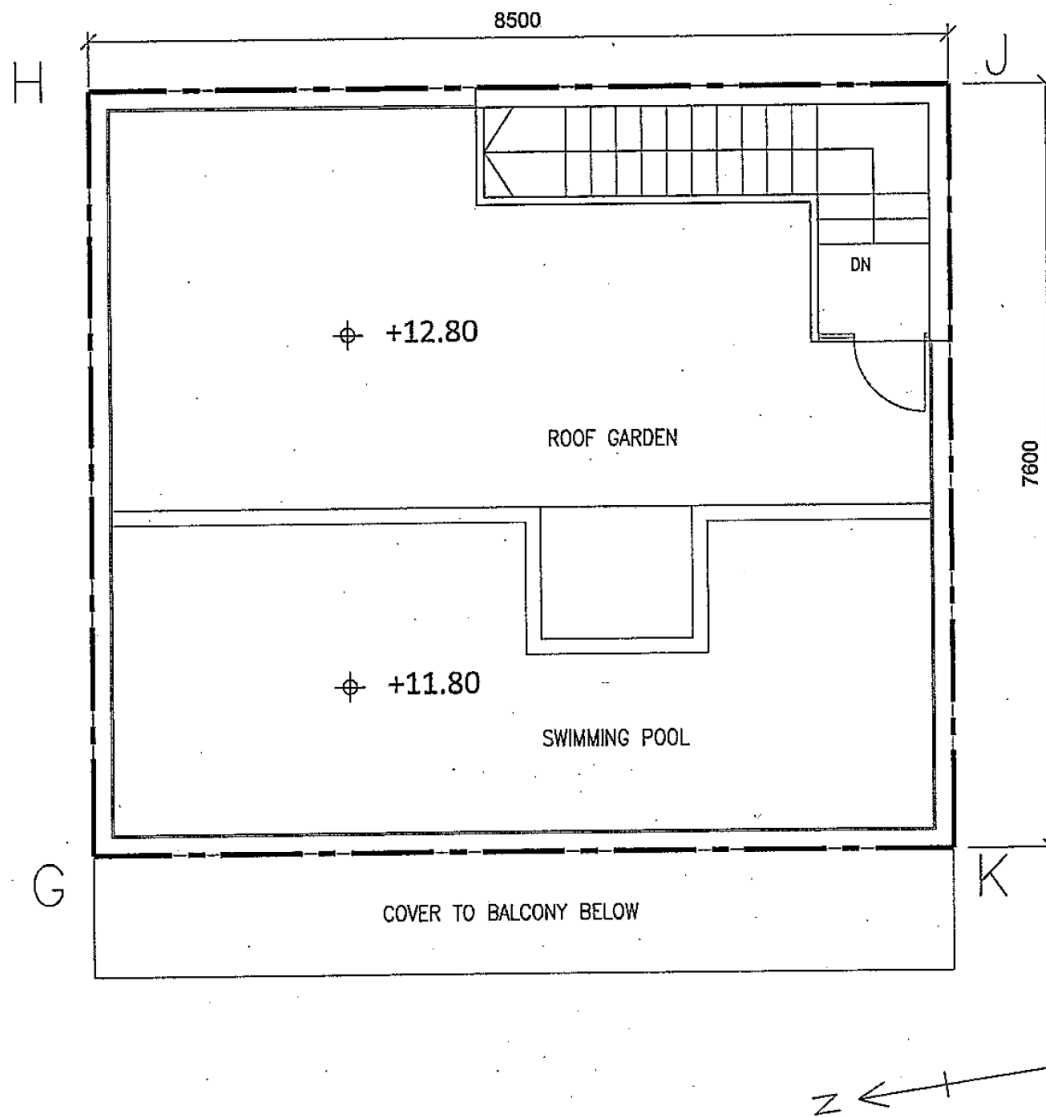 8500
H
J
DN
+12.80
ROOF GARDEN
7600
+11.80
SWIMMING POOL
G
K
COVER TO BALCONY BELOW
N